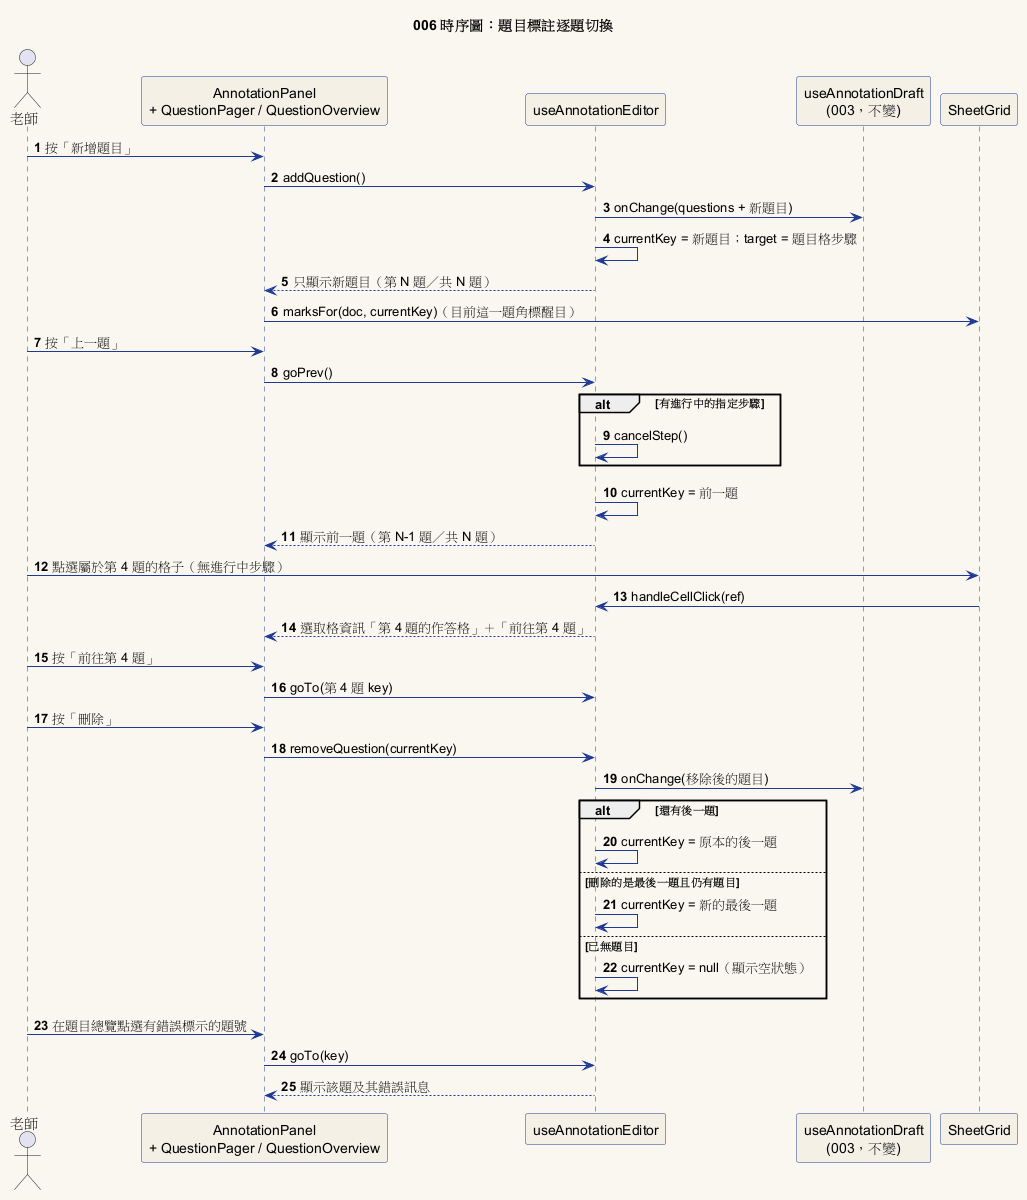 006 時序圖：題目標註逐題切換
老師
AnnotationPanel
+ QuestionPager / QuestionOverview
useAnnotationEditor
useAnnotationDraft
(003，不變)
SheetGrid
1 按「新增題目」
2 addQuestion()
3 onChange(questions + 新題目)
4 currentKey = 新題目；target = 題目格步驟
5 只顯示新題目（第 N 題／共 N 題）
6 marksFor(doc, currentKey)（目前這一題角標醒目）
7 按「上一題」
8 goPrev()
alt [有進行中的指定步驟]
9 cancelStep()
10 currentKey = 前一題
11 顯示前一題（第 N-1 題／共 N 題）
12 點選屬於第 4 題的格子（無進行中步驟）
13 handleCellClick(ref)
14 選取格資訊「第 4 題的作答格」＋「前往第 4 題」
15 按「前往第 4 題」
16 goTo(第 4 題 key)
17 按「刪除」
18 removeQuestion(currentKey)
19 onChange(移除後的題目)
alt [還有後一題]
20 currentKey = 原本的後一題
[刪除的是最後一題且仍有題目]
21 currentKey = 新的最後一題
[已無題目]
22 currentKey = null（顯示空狀態）
23 在題目總覽點選有錯誤標示的題號
24 goTo(key)
25 顯示該題及其錯誤訊息
老師
AnnotationPanel
+ QuestionPager / QuestionOverview
useAnnotationEditor
useAnnotationDraft
(003，不變)
SheetGrid